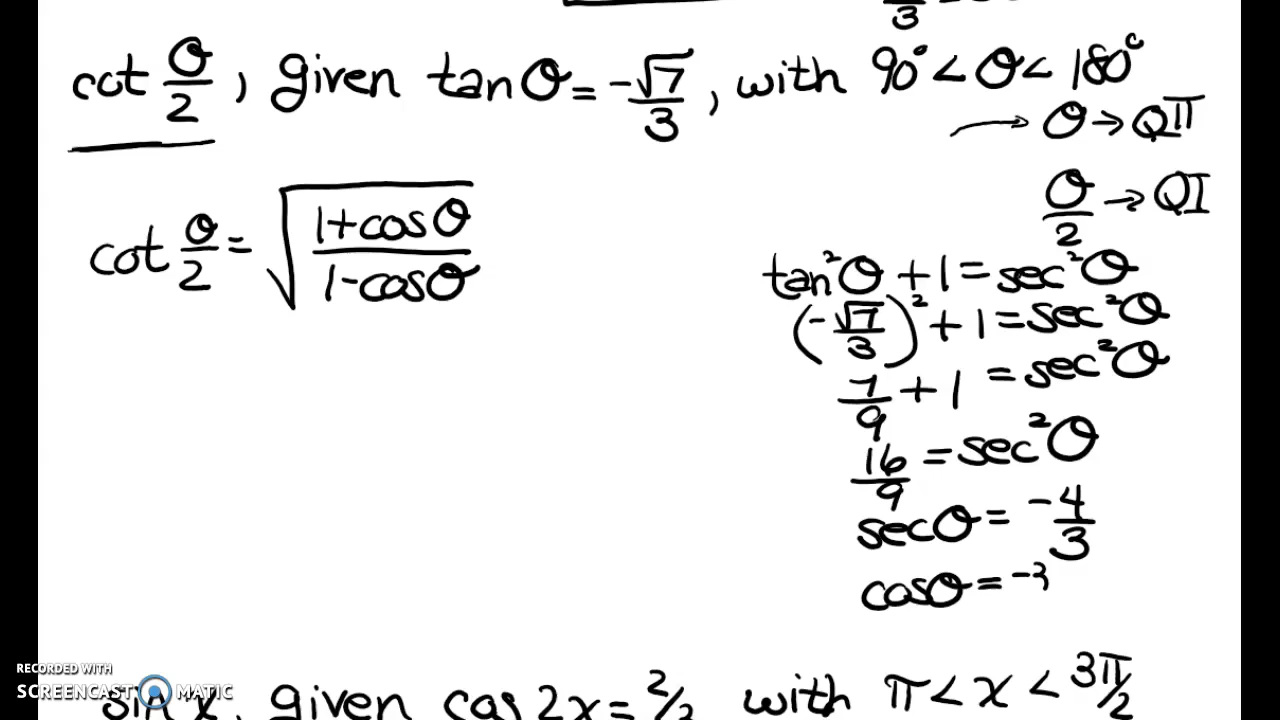 3
cot θ/2, given tan θ = -√7/3, with 90° < θ < 180°
→ θ → QII
θ/2 → QI
cot θ/2 = √((1+cos θ)/(1-cos θ))
tan²θ + 1 = sec²θ
(-√7/3)² + 1 = sec²θ
7/9 + 1 = sec²θ
16/9 = sec²θ
sec θ = -4/3
cos θ = -3
RECORDED WITH
SCREENCAST MATIC
sin x, given cos 2x = 2/3 with π < x < 3π/2